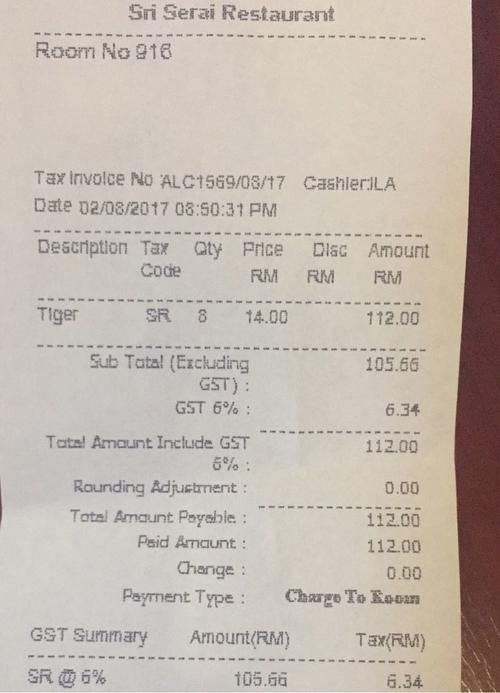 Sri Serai Restaurant
Room No 916
Tax Invoice No ALC1569/08/17 Cashier:ILA
Date 02/08/2017 08:50:31 PM
Description Tax Code Qty Price RM Disc RM Amount RM
Tiger SR 8 14.00 112.00
Sub Total (Excluding GST) : 105.66
GST 6% : 6.34
Total Amount Include GST 6% : 112.00
Rounding Adjustment : 0.00
Total Amount Payable : 112.00
Paid Amount : 112.00
Change : 0.00
Payment Type : Charge To Room
GST Summary Amount(RM) Tax(RM)
SR @ 6% 105.66 6.34